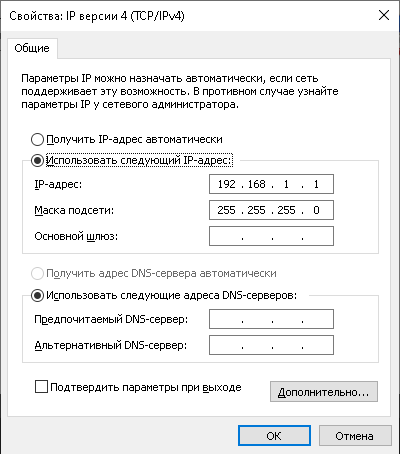 Свойства: IP версии 4 (TCP/IPv4)
Общие
Параметры IP можно назначать автоматически, если сеть
поддерживает эту возможность. В противном случае узнайте
параметры IP у сетевого администратора.
Получить IP-адрес автоматически
Использовать следующий IP-адрес:
IP-адрес: 192 . 168 . 1 . 1
Маска подсети: 255 . 255 . 255 . 0
Основной шлюз: . . .
Получить адрес DNS-сервера автоматически
Использовать следующие адреса DNS-серверов:
Предпочитаемый DNS-сервер: . . .
Альтернативный DNS-сервер: . . .
Подтвердить параметры при выходе
Дополнительно...
ОК Отмена